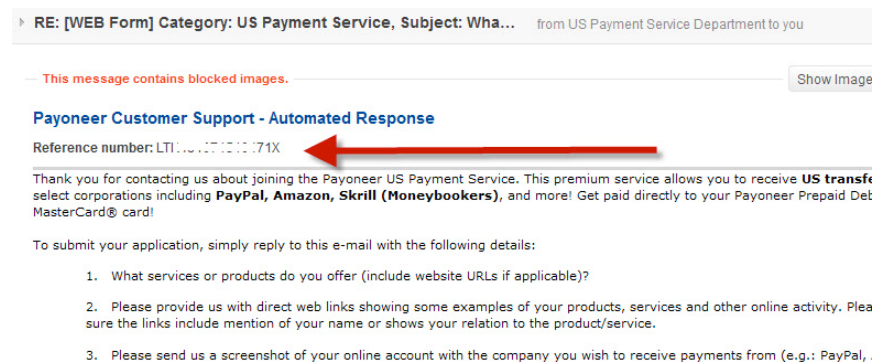 RE: [WEB Form] Category: US Payment Service, Subject: Wha... from US Payment Service Department to you
This message contains blocked images. Show Image
Payoneer Customer Support - Automated Response
Reference number:
Thank you for contacting us about joining the Payoneer US Payment Service. This premium service allows you to receive US transfe
select corporations including PayPal, Amazon, Skrill (Moneybookers), and more! Get paid directly to your Payoneer Prepaid Deb
MasterCard® card!
To submit your application, simply reply to this e-mail with the following details:
1. What services or products do you offer (include website URLs if applicable)?
2. Please provide us with direct web links showing some examples of your products, services and other online activity. Plea
sure the links include mention of your name or shows your relation to the product/service.
3. Please send us a screenshot of your online account with the company you wish to receive payments from (e.g.: PayPal,